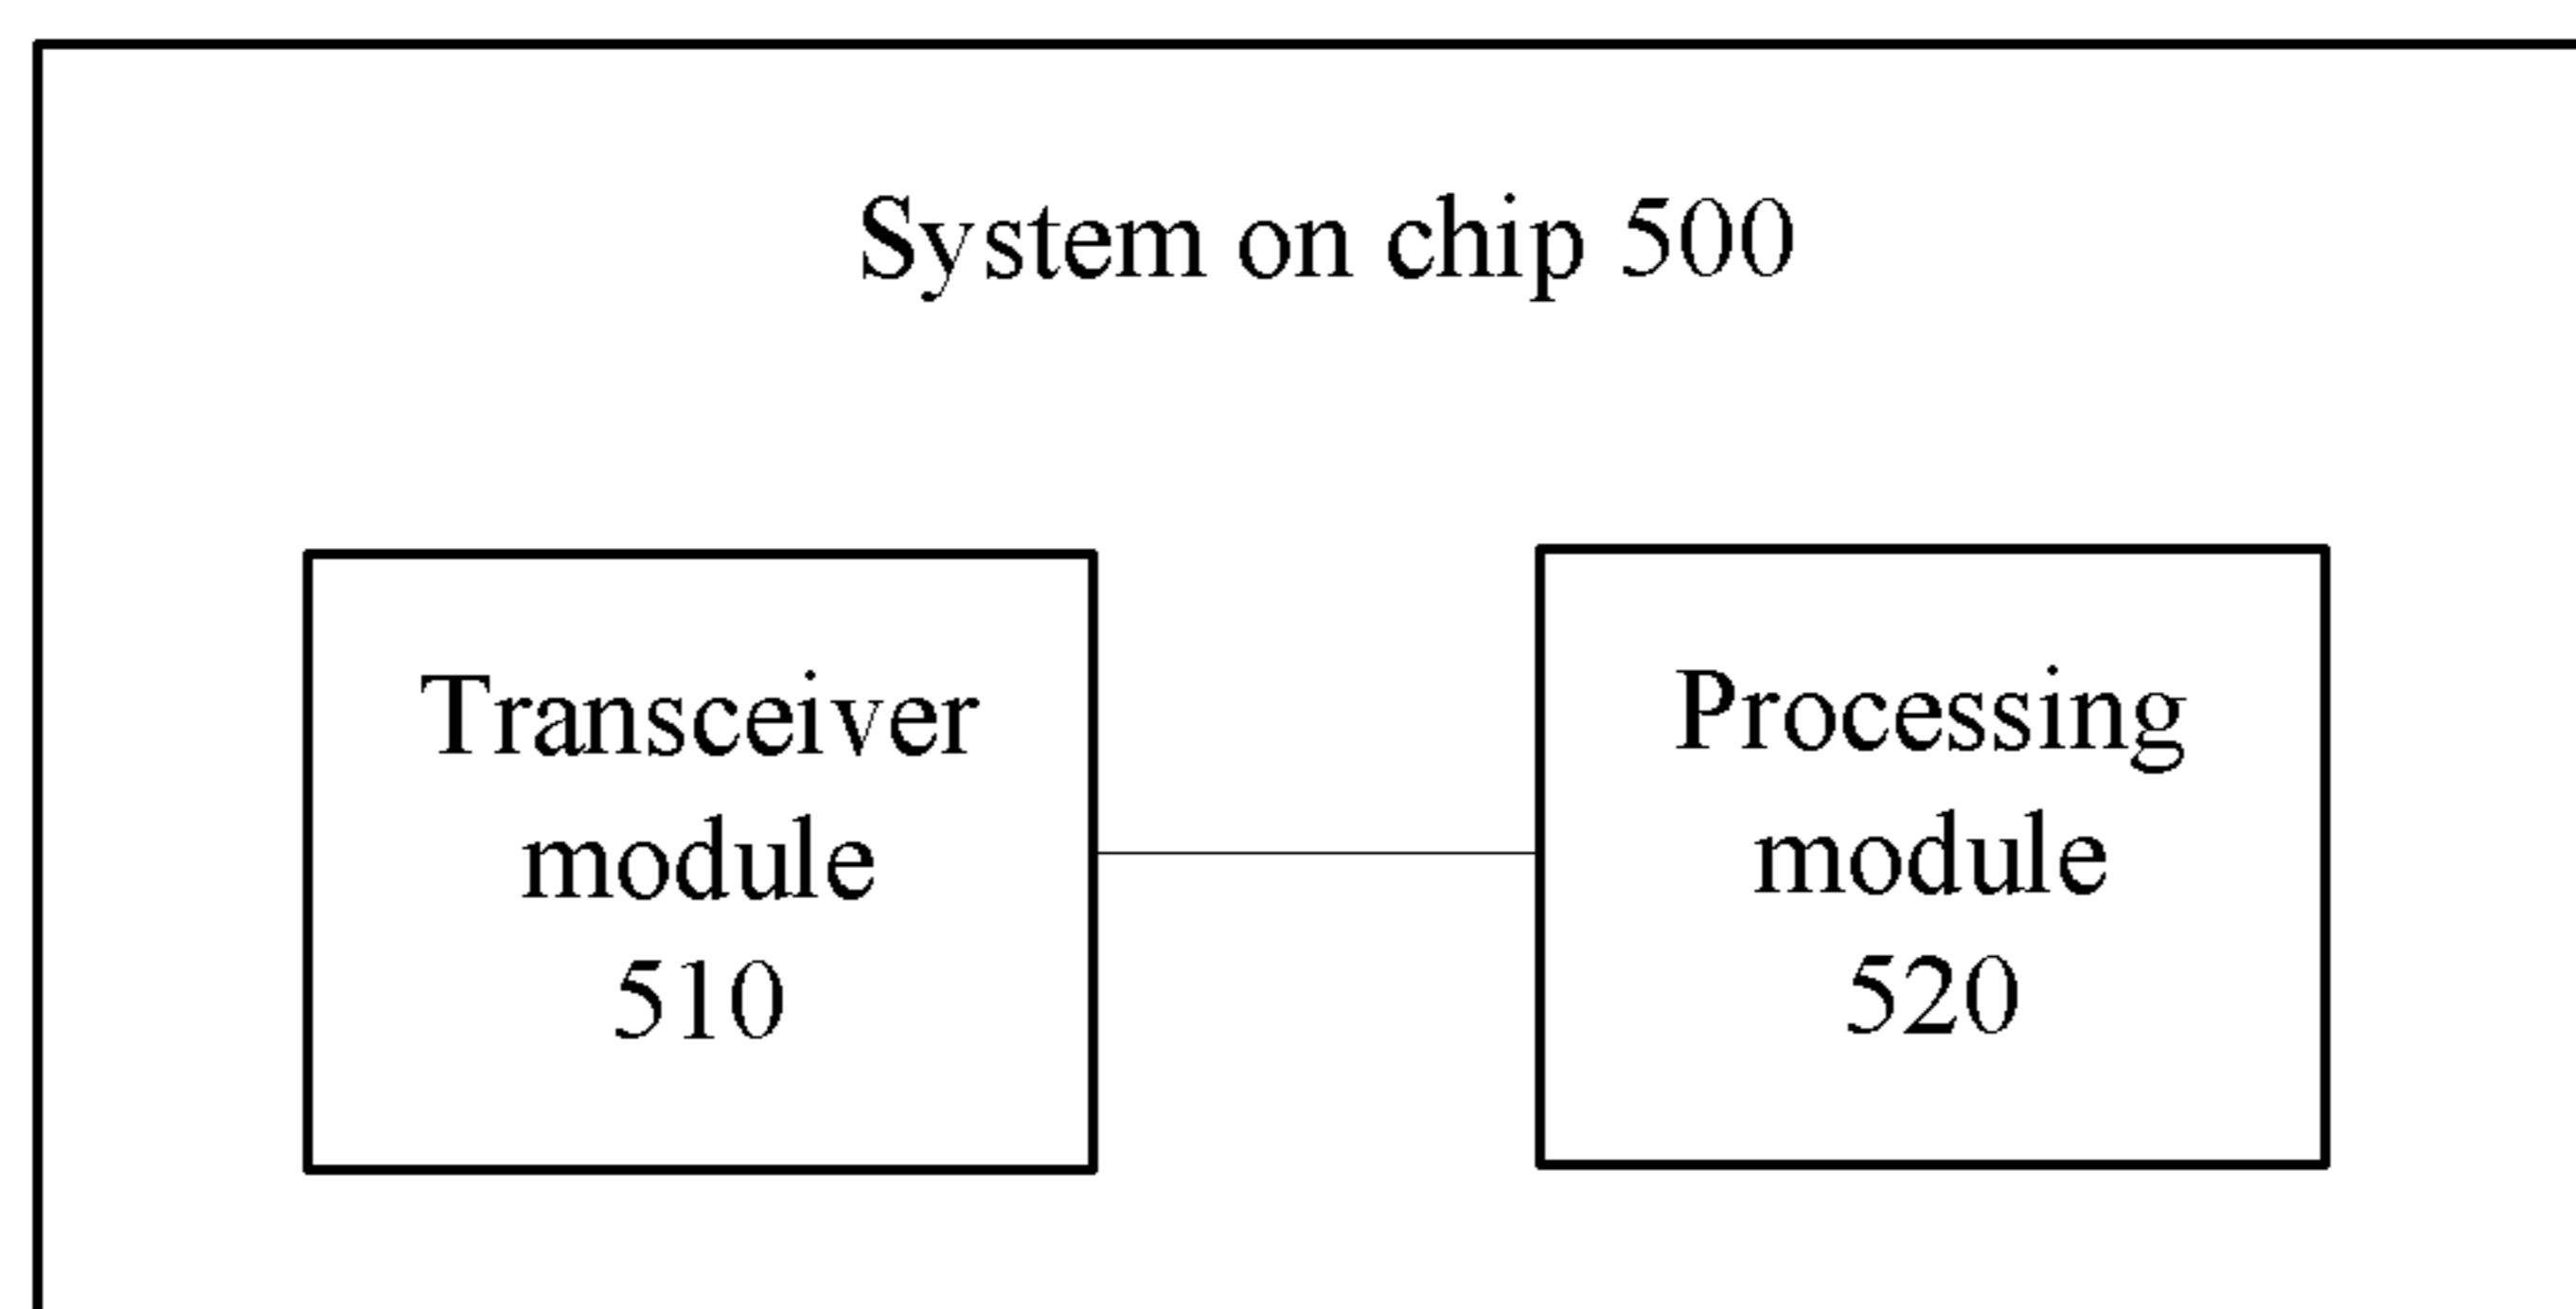 System on chip 500
Transceiver
module
510
Processing
module
520